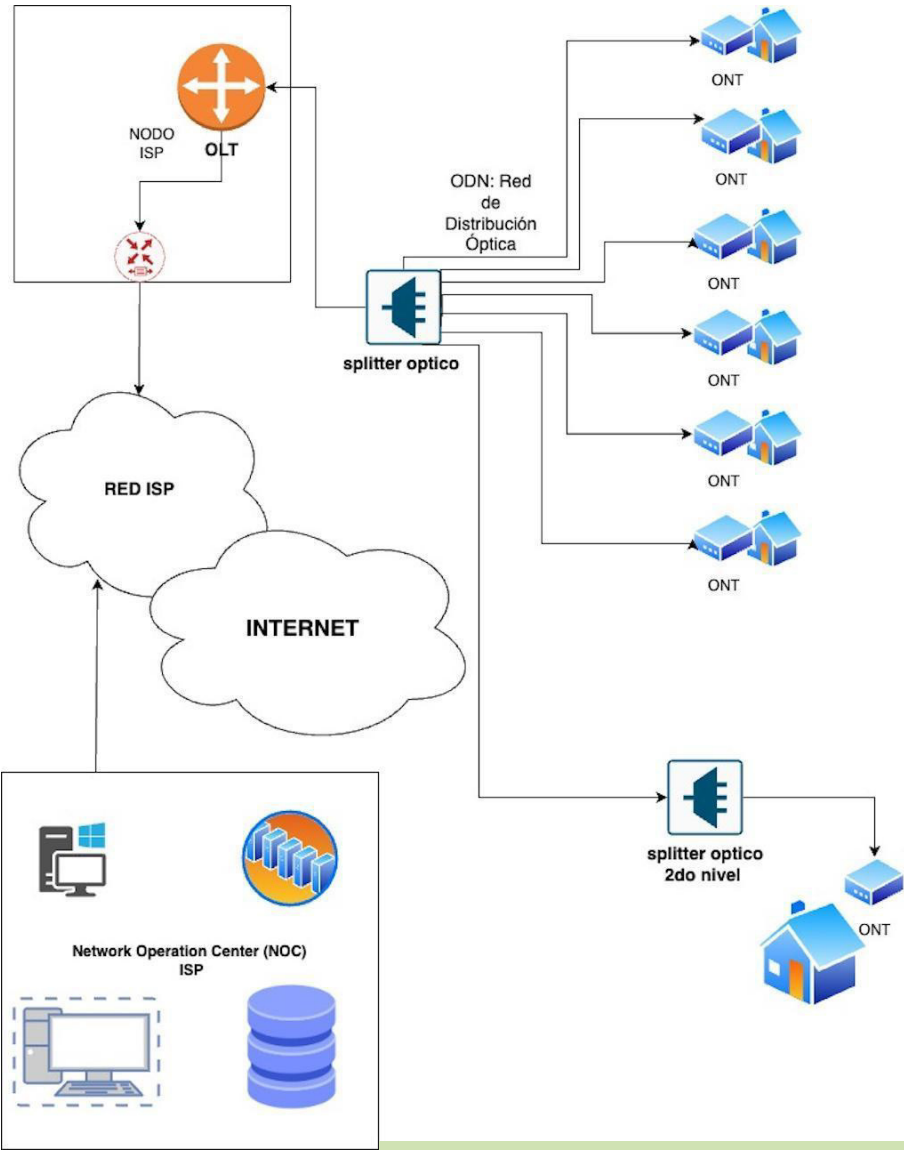 NODO
ISP
OLT
ODN: Red
de
Distribución
Óptica
splitter optico
ONT
ONT
ONT
ONT
ONT
ONT
RED ISP
INTERNET
splitter optico
2do nivel
ONT
Network Operation Center (NOC)
ISP